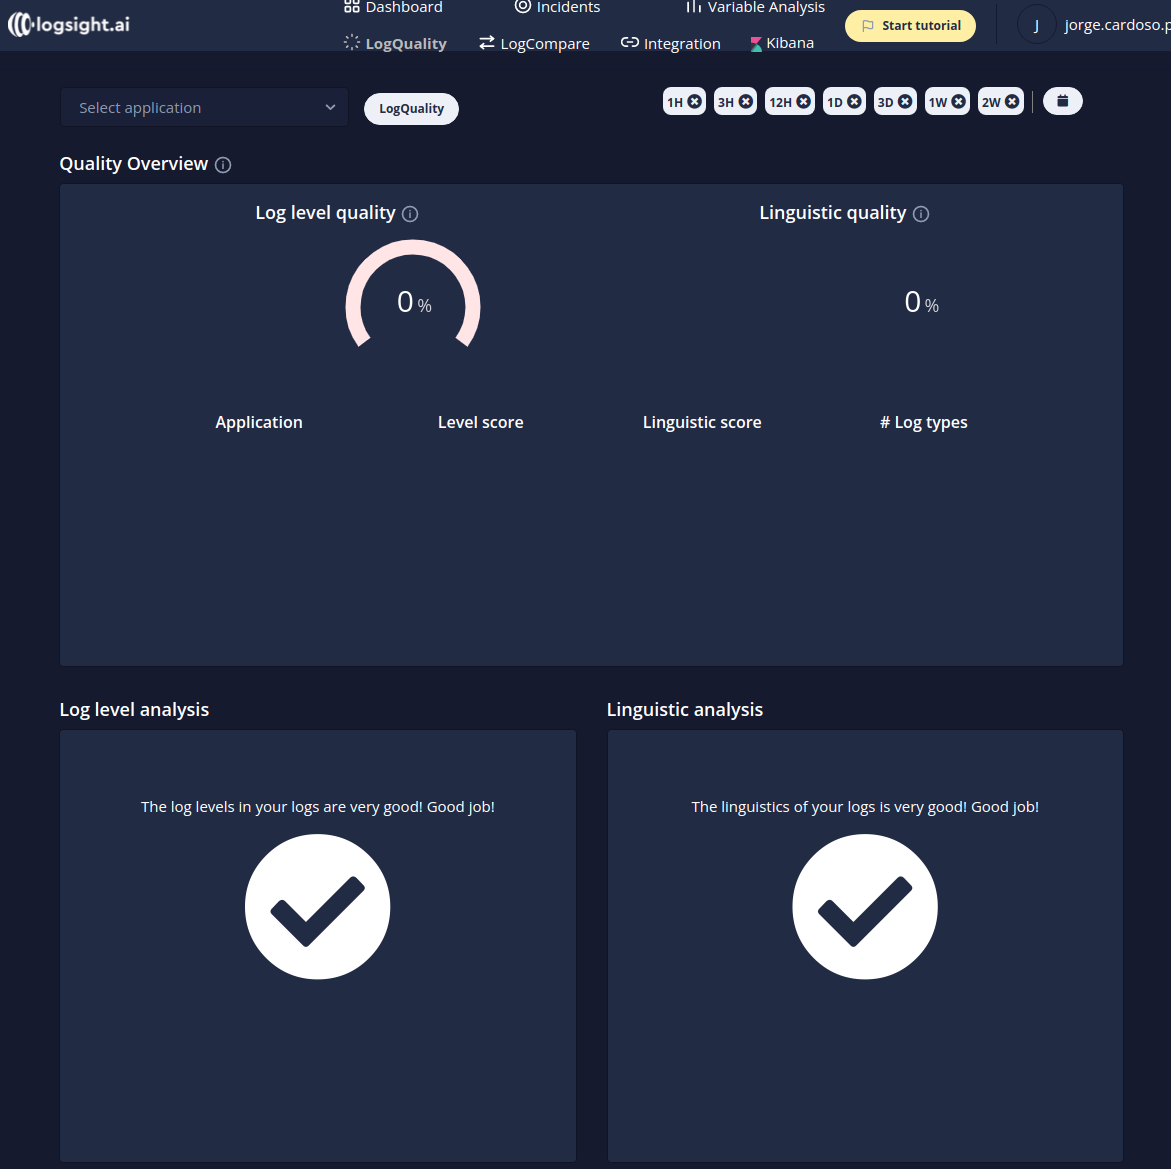 logsight.ai
Dashboard
Incidents
Variable Analysis
LogQuality
LogCompare
Integration
Kibana
Start tutorial
J
jorge.cardoso.p
Select application
LogQuality
1H
3H
12H
1D
3D
1W
2W
Quality Overview
Log level quality
Linguistic quality
0 %
0 %
Application
Level score
Linguistic score
# Log types
Log level analysis
Linguistic analysis
The log levels in your logs are very good! Good job!
The linguistics of your logs is very good! Good job!